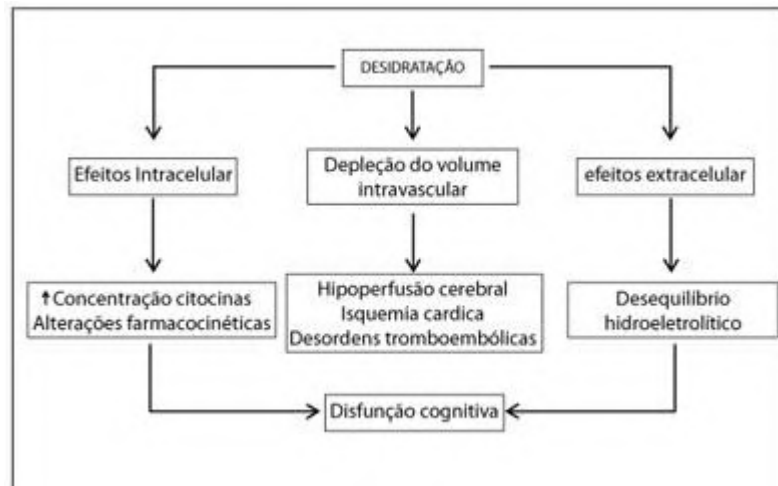 DESIDRATAÇÃO
Efeitos Intracelular
Depleção do volume
intravascular
efeitos extracelular
↑Concentração citocinas
Alterações farmacocinéticas
Hipoperfusão cerebral
Isquemia cardica
Desordens tromboembólicas
Desequilíbrio
hidroeletrolítico
Disfunção cognitiva